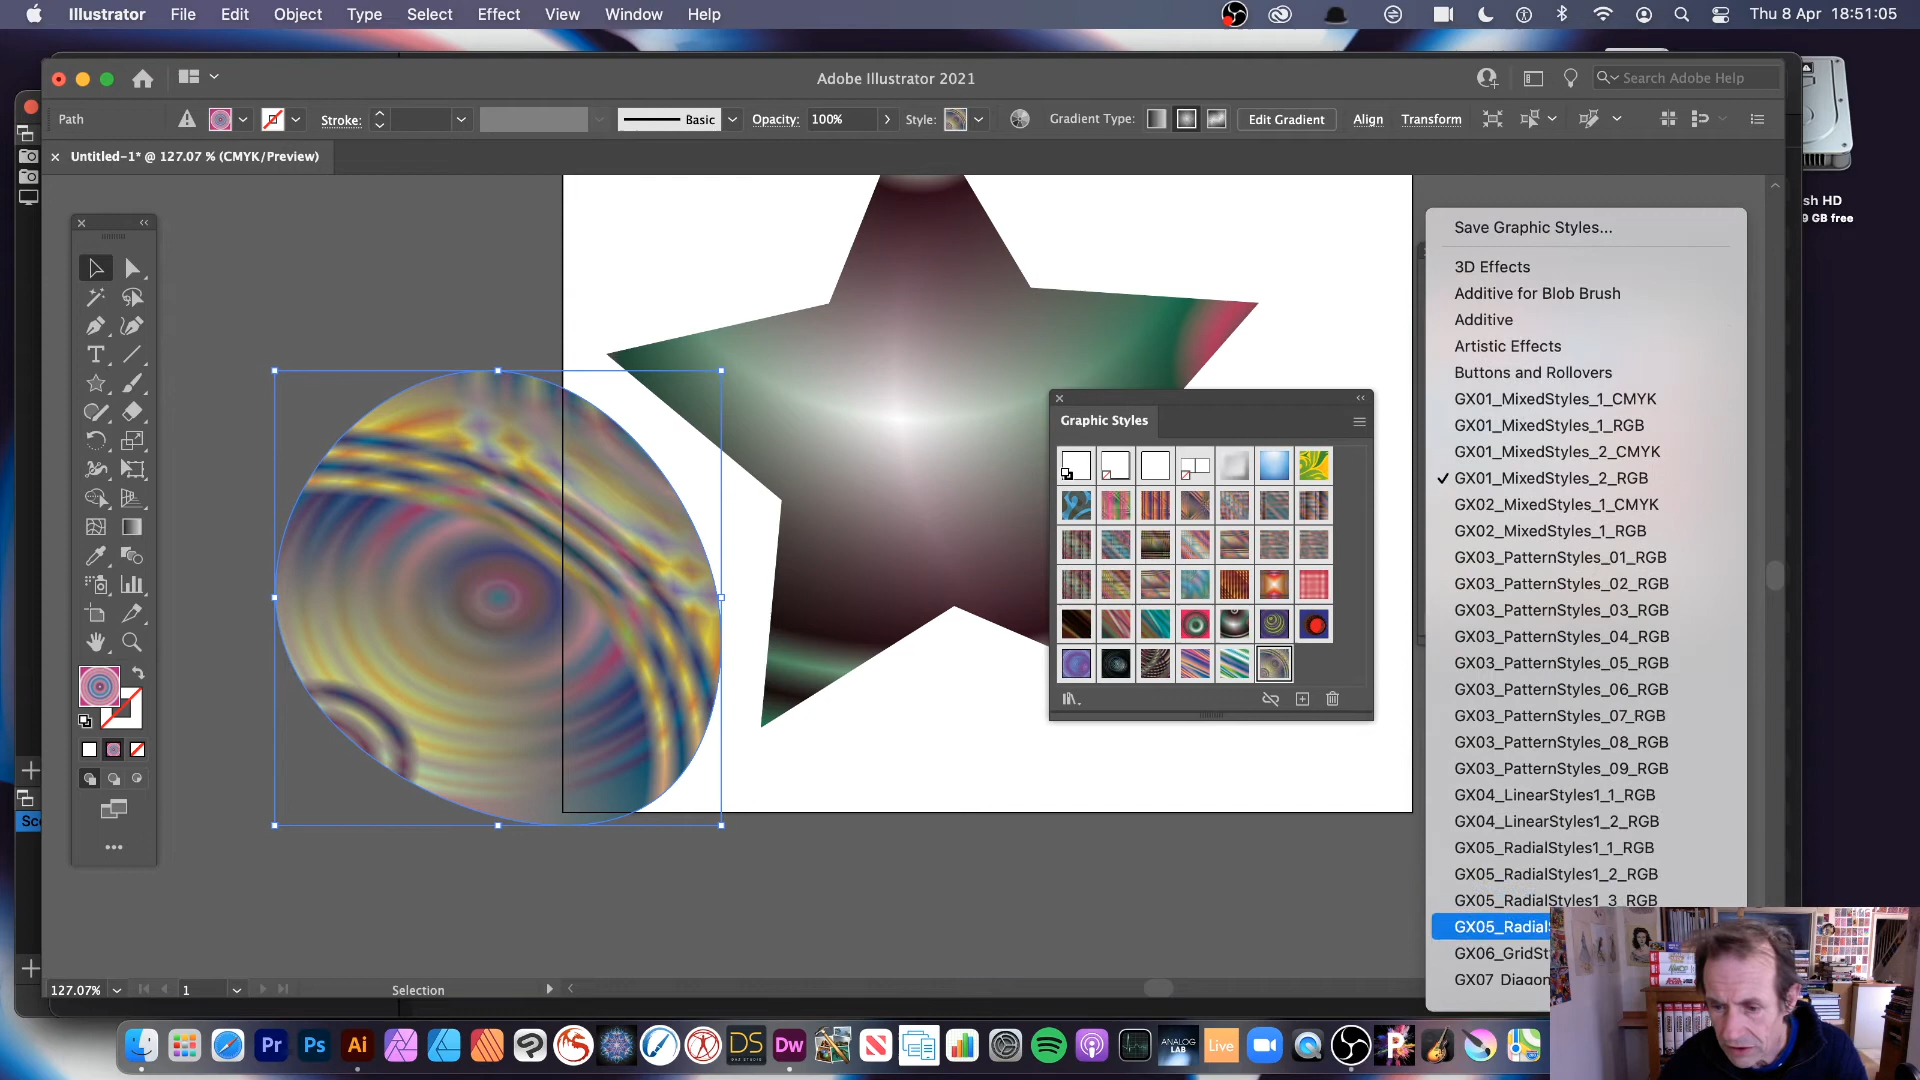 Illustrator File Edit Object Type Select Effect View Window Help Thu 8 Apr 18:51:05
Adobe Illustrator 2021 Search Adobe Help
Path Stroke: Basic Opacity: 100% Style: Gradient Type: Edit Gradient Align Transform
Untitled-1* @ 127.07 % (CMYK/Preview)
sh HD
9 GB free
Save Graphic Styles...
3D Effects
Additive for Blob Brush
Additive
Artistic Effects
Buttons and Rollovers
GX01_MixedStyles_1_CMYK
GX01_MixedStyles_1_RGB
GX01_MixedStyles_2_CMYK
GX01_MixedStyles_2_RGB
GX02_MixedStyles_1_CMYK
GX02_MixedStyles_1_RGB
GX03_PatternStyles_01_RGB
GX03_PatternStyles_02_RGB
GX03_PatternStyles_03_RGB
GX03_PatternStyles_04_RGB
GX03_PatternStyles_05_RGB
GX03_PatternStyles_06_RGB
GX03_PatternStyles_07_RGB
GX03_PatternStyles_08_RGB
GX03_PatternStyles_09_RGB
GX04_LinearStyles1_1_RGB
GX04_LinearStyles1_2_RGB
GX05_RadialStyles1_1_RGB
GX05_RadialStyles1_2_RGB
GX05_RadialStyles1_3_RGB
GX05_Radial
GX06_GridSt
GX07_Diagon
Graphic Styles
Sc
127.07% 1 Selection
Pr Ps Ai DS Dw ANALOG LAB Live P